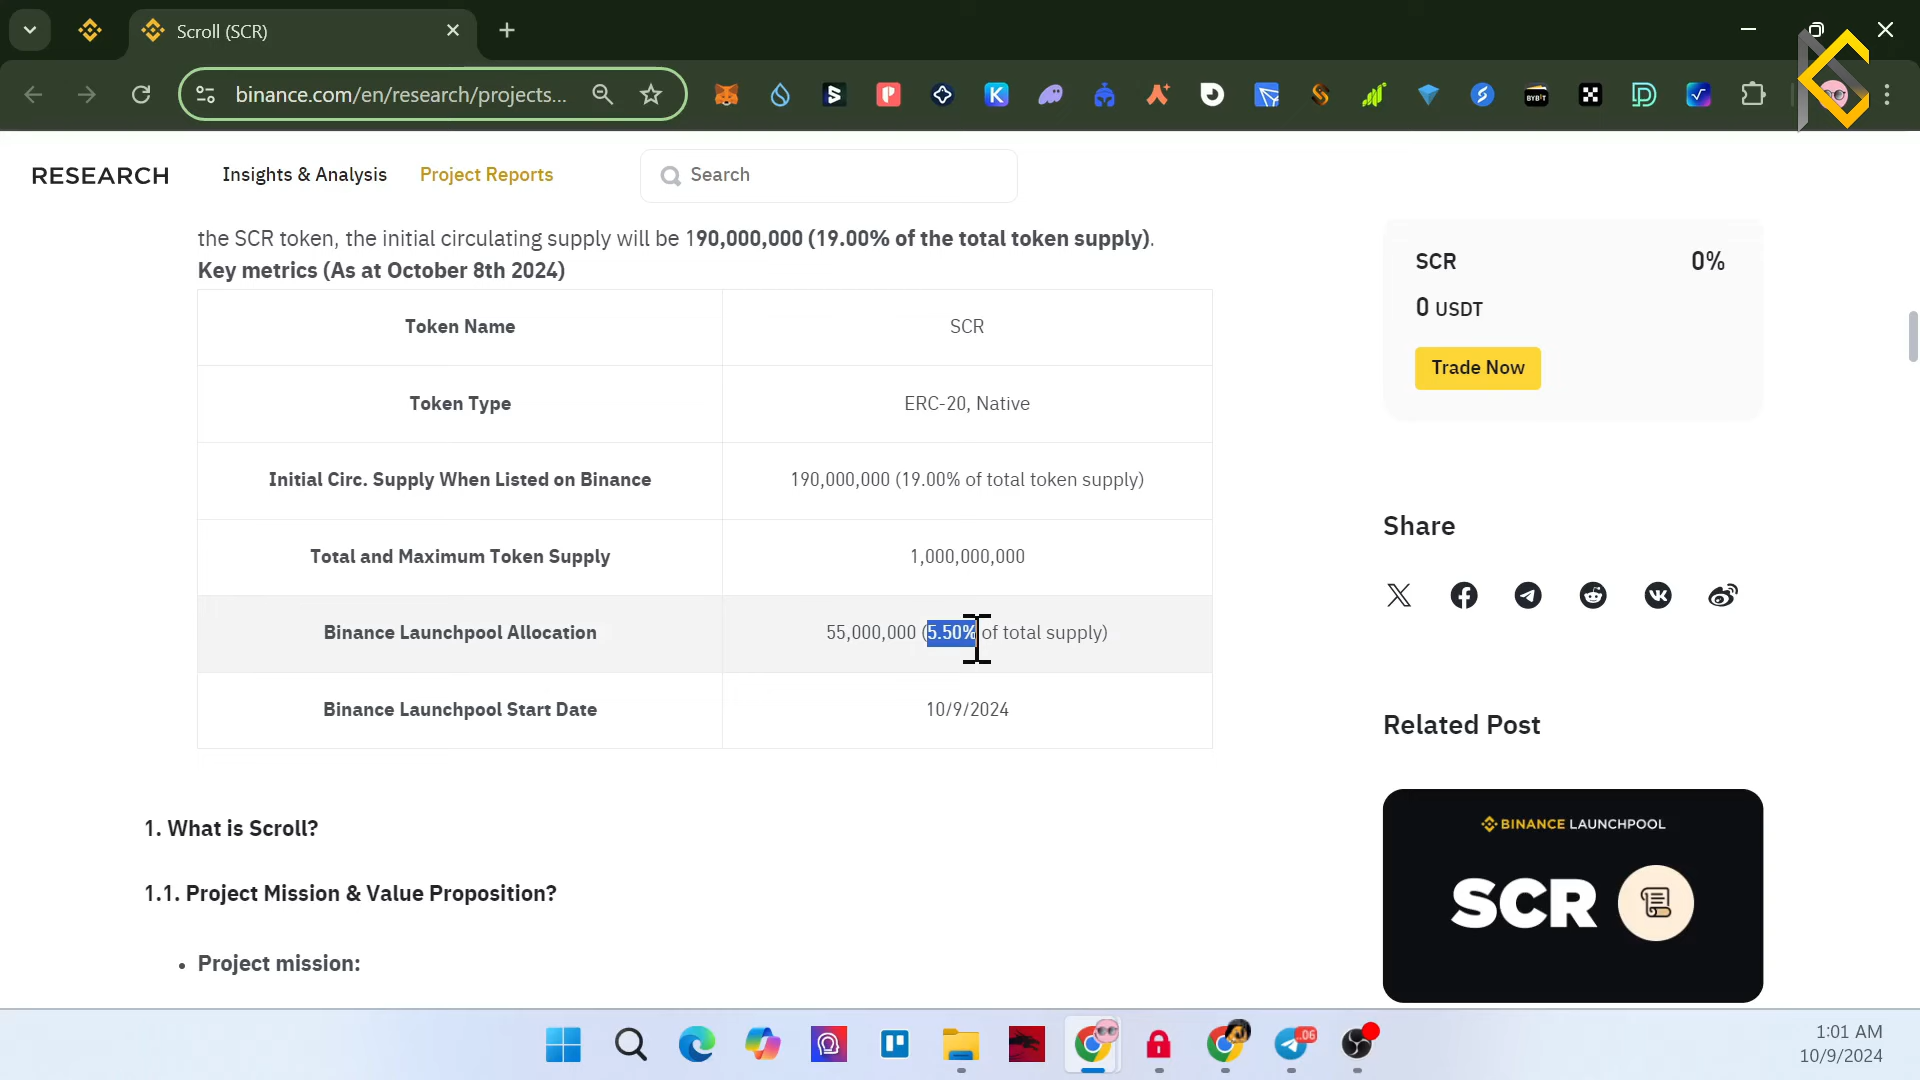 Scroll (SCR)
binance.com/en/research/projects...
RESEARCH
Insights & Analysis
Project Reports
Search
the SCR token, the initial circulating supply will be 190,000,000 (19.00% of the total token supply).
Key metrics (As at October 8th 2024)
Token Name
SCR
Token Type
ERC-20, Native
Initial Circ. Supply When Listed on Binance
190,000,000 (19.00% of total token supply)
Total and Maximum Token Supply
1,000,000,000
Binance Launchpool Allocation
55,000,000 (5.50% of total supply)
Binance Launchpool Start Date
10/9/2024
1. What is Scroll?
1.1. Project Mission & Value Proposition?
• Project mission:
SCR
0%
0 USDT
Trade Now
Share
Related Post
BINANCE LAUNCHPOOL
SCR
1:01 AM
10/9/2024